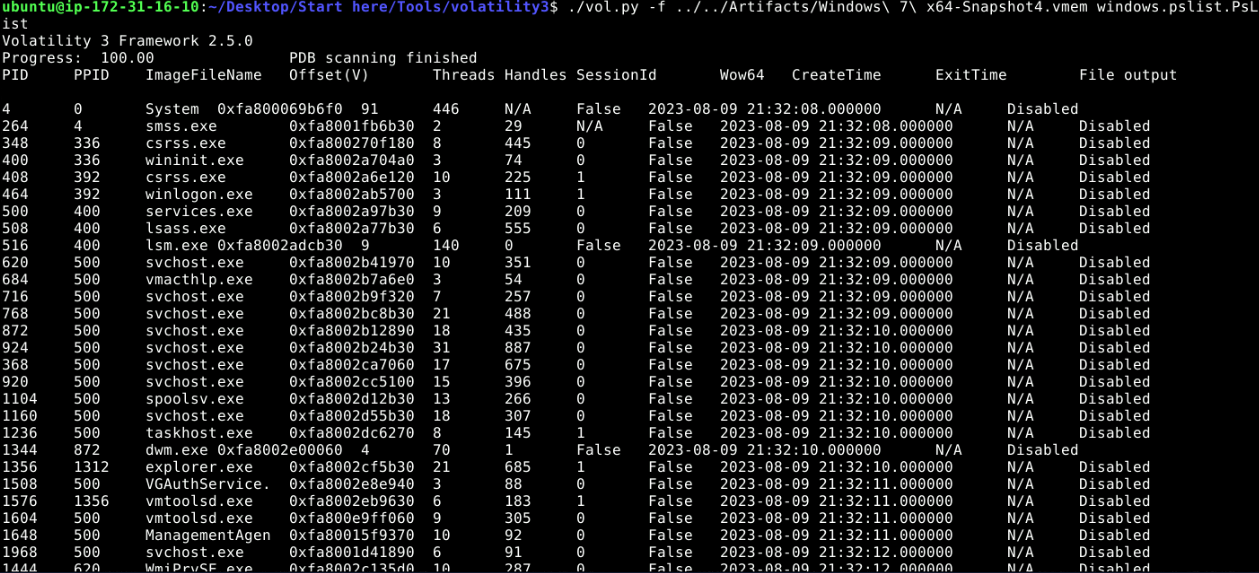 ubuntu@ip-172-31-16-10:~/Desktop/Start here/Tools/volatility3$ ./vol.py -f ../../Artifacts/Windows\ 7\ x64-Snapshot4.vmem windows.pslist.PsL
ist
Volatility 3 Framework 2.5.0
Progress:  100.00               PDB scanning finished
PID     PPID    ImageFileName   Offset(V)       Threads Handles SessionId       Wow64   CreateTime      ExitTime        File output
4       0       System  0xfa800069b6f0  91      446     N/A     False   2023-08-09 21:32:08.000000      N/A     Disabled
264     4       smss.exe        0xfa8001fb6b30  2       29      N/A     False   2023-08-09 21:32:08.000000      N/A     Disabled
348     336     csrss.exe       0xfa800270f180  8       445     0       False   2023-08-09 21:32:09.000000      N/A     Disabled
400     336     wininit.exe     0xfa8002a704a0  3       74      0       False   2023-08-09 21:32:09.000000      N/A     Disabled
408     392     csrss.exe       0xfa8002a6e120  10      225     1       False   2023-08-09 21:32:09.000000      N/A     Disabled
464     392     winlogon.exe    0xfa8002ab5700  3       111     1       False   2023-08-09 21:32:09.000000      N/A     Disabled
500     400     services.exe    0xfa8002a97b30  9       209     0       False   2023-08-09 21:32:09.000000      N/A     Disabled
508     400     lsass.exe       0xfa8002a77b30  6       555     0       False   2023-08-09 21:32:09.000000      N/A     Disabled
516     400     lsm.exe 0xfa8002adcb30  9       140     0       False   2023-08-09 21:32:09.000000      N/A     Disabled
620     500     svchost.exe     0xfa8002b41970  10      351     0       False   2023-08-09 21:32:09.000000      N/A     Disabled
684     500     vmacthlp.exe    0xfa8002b7a6e0  3       54      0       False   2023-08-09 21:32:09.000000      N/A     Disabled
716     500     svchost.exe     0xfa8002b9f320  7       257     0       False   2023-08-09 21:32:09.000000      N/A     Disabled
768     500     svchost.exe     0xfa8002bc8b30  21      488     0       False   2023-08-09 21:32:09.000000      N/A     Disabled
872     500     svchost.exe     0xfa8002b12890  18      435     0       False   2023-08-09 21:32:10.000000      N/A     Disabled
924     500     svchost.exe     0xfa8002b24b30  31      887     0       False   2023-08-09 21:32:10.000000      N/A     Disabled
368     500     svchost.exe     0xfa8002ca7060  17      675     0       False   2023-08-09 21:32:10.000000      N/A     Disabled
920     500     svchost.exe     0xfa8002cc5100  15      396     0       False   2023-08-09 21:32:10.000000      N/A     Disabled
1104    500     spoolsv.exe     0xfa8002d12b30  13      266     0       False   2023-08-09 21:32:10.000000      N/A     Disabled
1160    500     svchost.exe     0xfa8002d55b30  18      307     0       False   2023-08-09 21:32:10.000000      N/A     Disabled
1236    500     taskhost.exe    0xfa8002dc6270  8       145     1       False   2023-08-09 21:32:10.000000      N/A     Disabled
1344    872     dwm.exe 0xfa8002e00060  4       70      1       False   2023-08-09 21:32:10.000000      N/A     Disabled
1356    1312    explorer.exe    0xfa8002cf5b30  21      685     1       False   2023-08-09 21:32:10.000000      N/A     Disabled
1508    500     VGAuthService.  0xfa8002e8e940  3       88      0       False   2023-08-09 21:32:11.000000      N/A     Disabled
1576    1356    vmtoolsd.exe    0xfa8002eb9630  6       183     1       False   2023-08-09 21:32:11.000000      N/A     Disabled
1604    500     vmtoolsd.exe    0xfa800e9ff060  9       305     0       False   2023-08-09 21:32:11.000000      N/A     Disabled
1648    500     ManagementAgen  0xfa80015f9370  10      92      0       False   2023-08-09 21:32:11.000000      N/A     Disabled
1968    500     svchost.exe     0xfa8001d41890  6       91      0       False   2023-08-09 21:32:12.000000      N/A     Disabled
1444    620     WmiPrvSE.exe    0xfa8002c135d0  10      287     0       False   2023-08-09 21:32:12.000000      N/A     Disabled